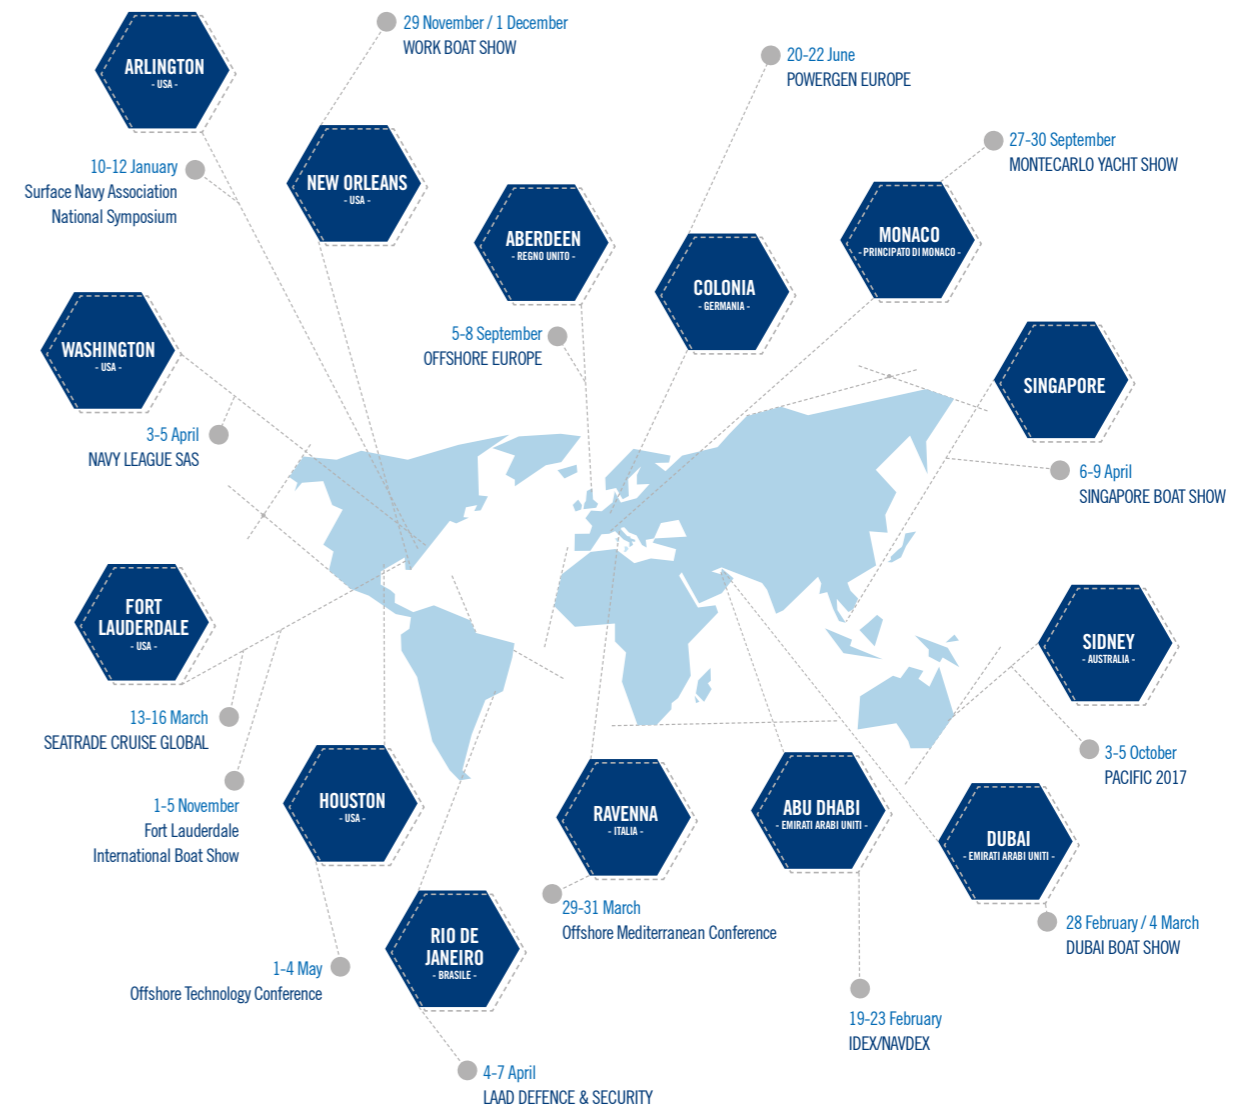 ARLINGTON
- USA -
10-12 January
Surface Navy Association
National Symposium
29 November / 1 December
WORK BOAT SHOW
NEW ORLEANS
- USA -
ABERDEEN
- REGNO UNITO -
5-8 September
OFFSHORE EUROPE
20-22 June
POWERGEN EUROPE
COLONIA
- GERMANIA -
27-30 September
MONTECARLO YACHT SHOW
MONACO
- PRINCIPATO DI MONACO -
WASHINGTON
- USA -
3-5 April
NAVY LEAGUE SAS
SINGAPORE
6-9 April
SINGAPORE BOAT SHOW
FORT
LAUDERDALE
- USA -
13-16 March
SEATRADE CRUISE GLOBAL
1-5 November
Fort Lauderdale
International Boat Show
SIDNEY
- AUSTRALIA -
3-5 October
PACIFIC 2017
HOUSTON
- USA -
1-4 May
Offshore Technology Conference
RIO DE
JANEIRO
- BRASILE -
4-7 April
LAAD DEFENCE & SECURITY
RAVENNA
- ITALIA -
29-31 March
Offshore Mediterranean Conference
ABU DHABI
- EMIRATI ARABI UNITI -
19-23 February
IDEX/NAVDEX
DUBAI
- EMIRATI ARABI UNITI -
28 February / 4 March
DUBAI BOAT SHOW